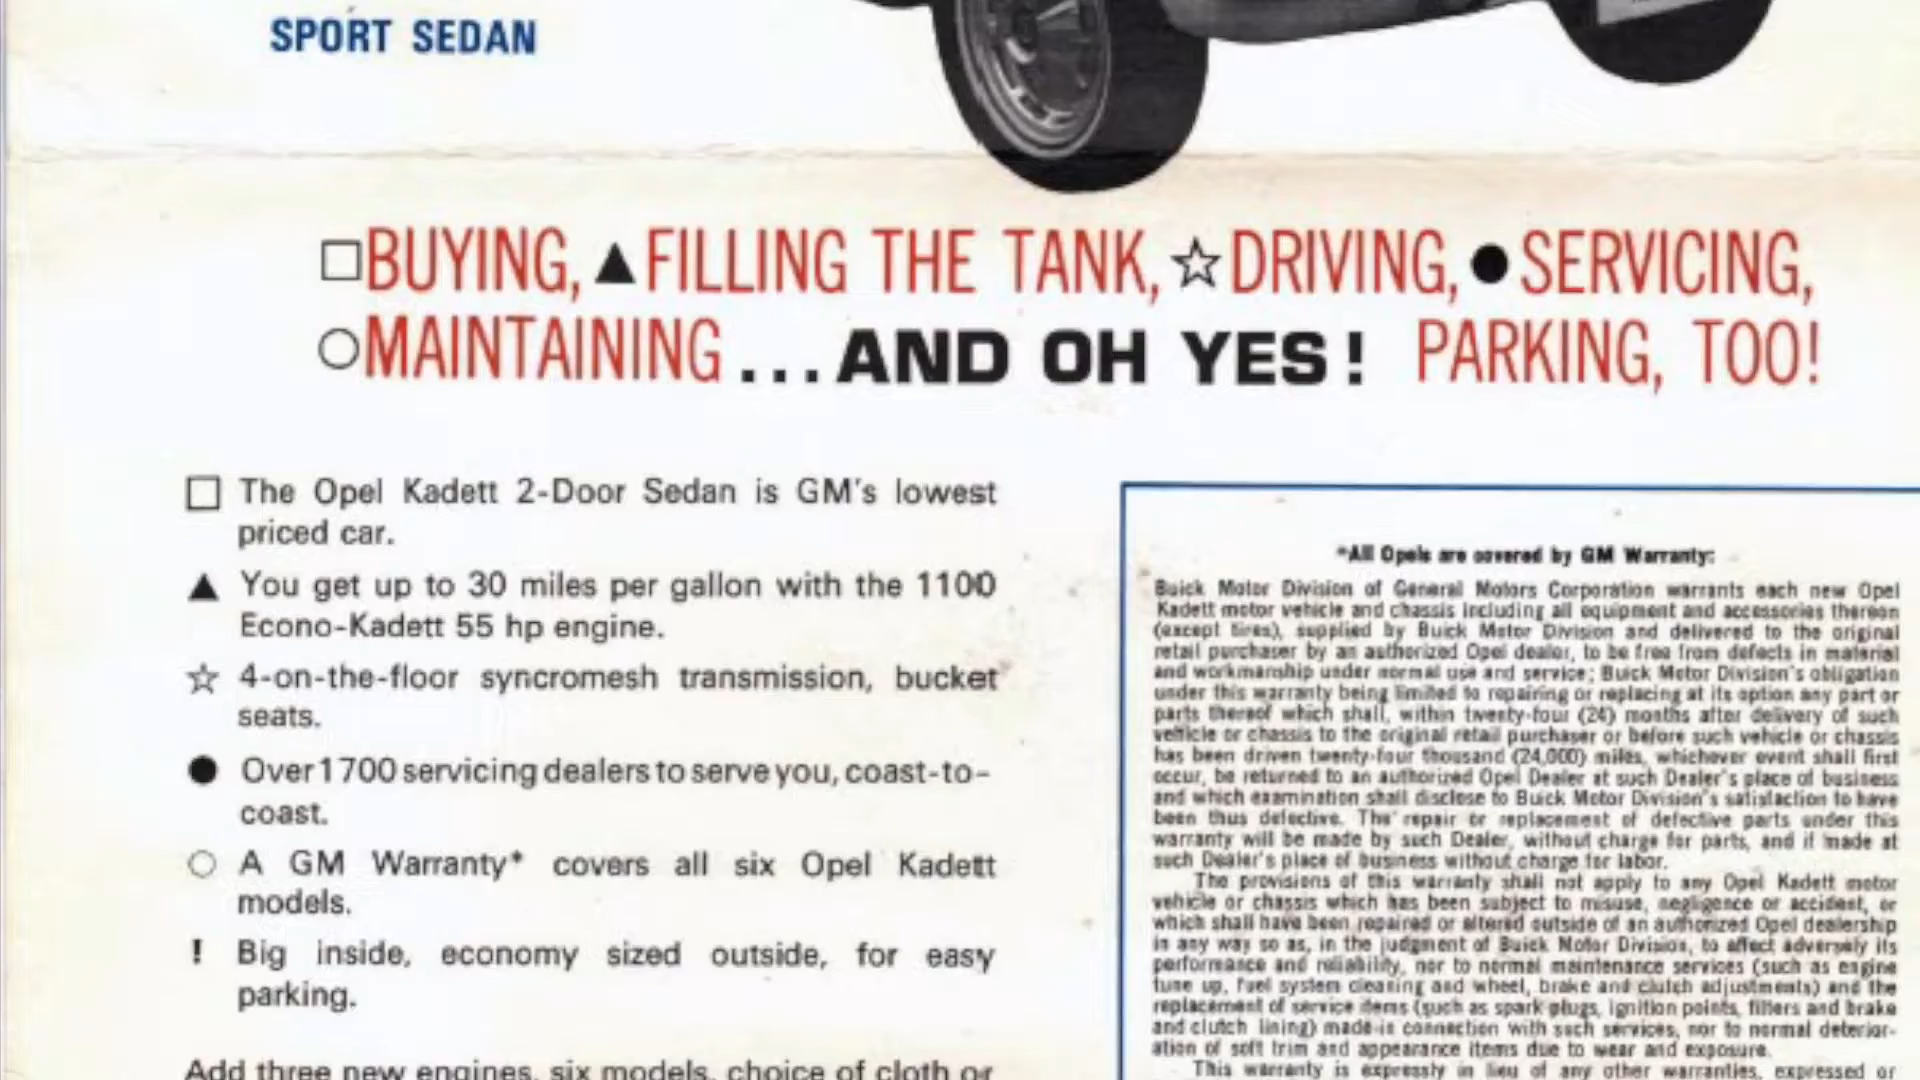 SPORT SEDAN
□BUYING, ▲FILLING THE TANK, ☆DRIVING, ●SERVICING,
○MAINTAINING...AND OH YES! PARKING, TOO!
□ The Opel Kadett 2-Door Sedan is GM's lowest
priced car.
▲ You get up to 30 miles per gallon with the 1100
Econo-Kadett 55 hp engine.
☆ 4-on-the-floor syncromesh transmission, bucket
seats.
● Over 1700 servicing dealers to serve you, coast-to-
coast.
○ A GM Warranty* covers all six Opel Kadett
models.
! Big inside, economy sized outside, for easy
parking.
Add three new engines, six models, choice of cloth or
*All Opels are covered by GM Warranty:
Buick Motor Division of General Motors Corporation warrants each new Opel
Kadett motor vehicle and chassis including all equipment and accessories thereon
(except tires), supplied by Buick Motor Division and delivered to the original
retail purchaser by an authorized Opel dealer, to be free from defects in material
and workmanship under normal use and service; Buick Motor Division's obligation
under this warranty being limited to repairing or replacing at its option any part or
parts thereof which shall, within twenty-four (24) months after delivery of such
vehicle or chassis to the original retail purchaser or before such vehicle or chassis
has been driven twenty-four thousand (24,000) miles, whichever event shall first
occur, be returned to an authorized Opel Dealer at such Dealer's place of business
and which examination shall disclose to Buick Motor Division's satisfaction to have
been thus defective. The repair or replacement of defective parts under this
warranty will be made by such Dealer, without charge for parts, and if made at
such Dealer's place of business without charge for labor.
The provisions of this warranty shall not apply to any Opel Kadett motor
vehicle or chassis which has been subject to misuse, negligence or accident, or
which shall have been repaired or altered outside of an authorized Opel dealership
in any way so as, in the judgment of Buick Motor Division, to affect adversely its
performance and reliability, nor to normal maintenance services (such as engine
tune up, fuel system cleaning and wheel, brake and clutch adjustments) and the
replacement of service items (such as spark plugs, ignition points, filters and brake
and clutch lining) made in connection with such services, nor to normal deterior-
ation of soft trim and appearance items due to wear and exposure.
This warranty is expressly in lieu of any other warranties, expressed or